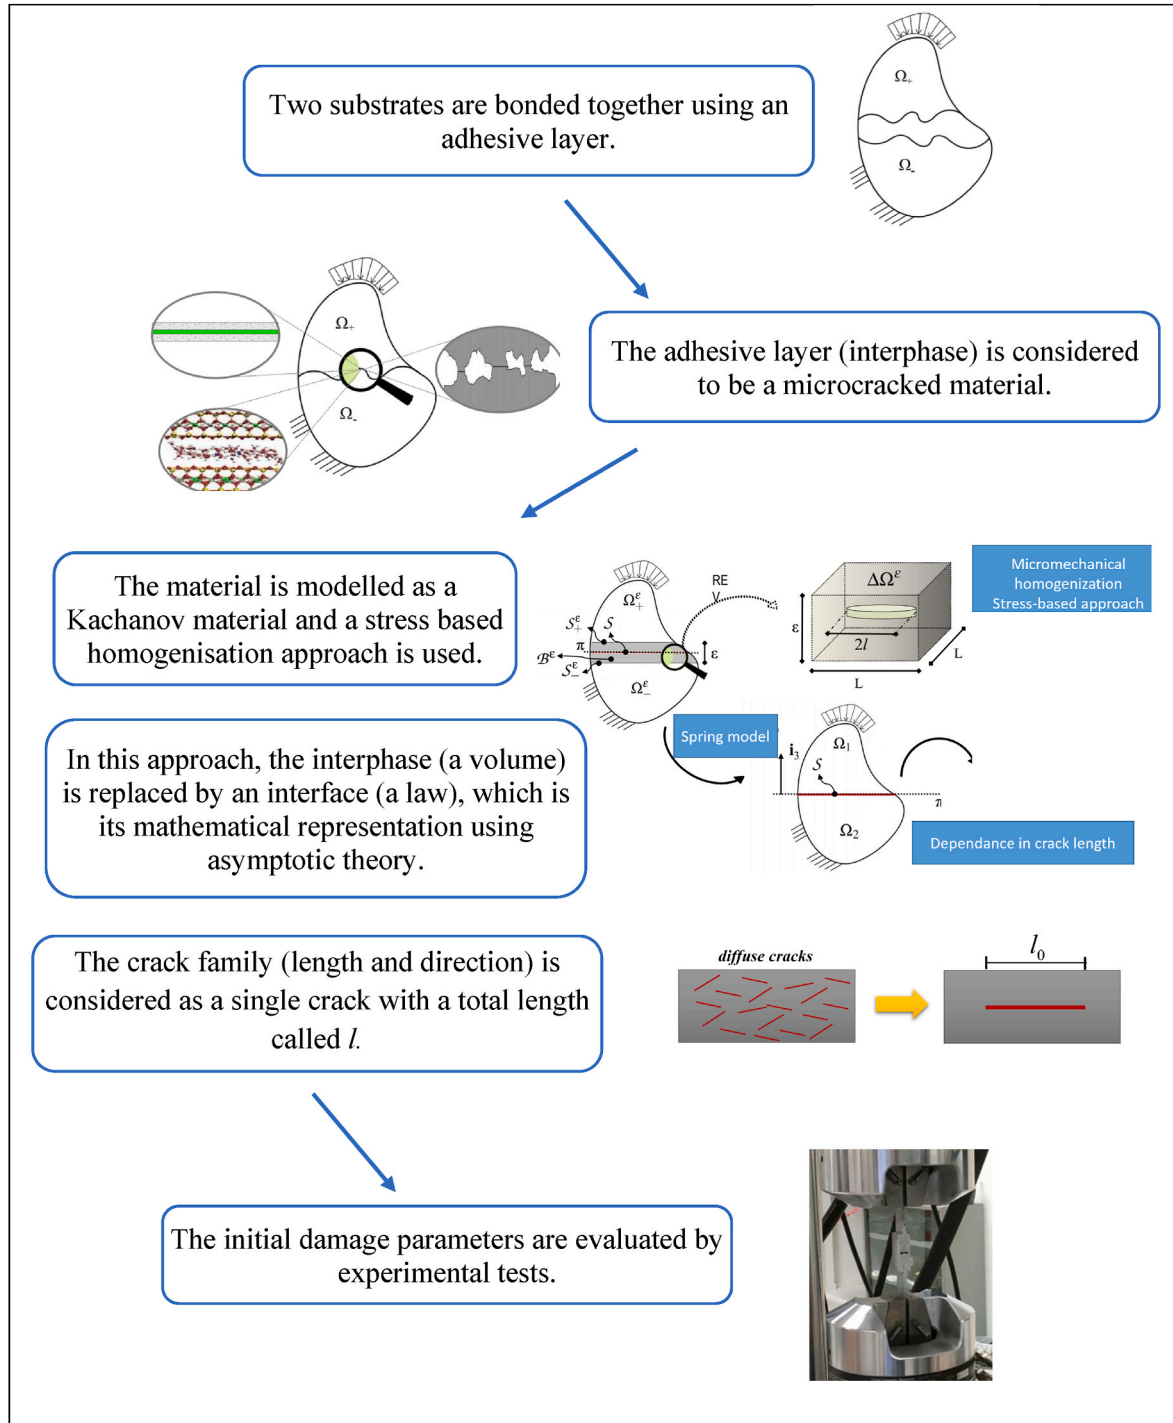 Two substrates are bonded together using an
adhesive layer.
Ω₊
Ω₋
Ω₊
Ω₋
The adhesive layer (interphase) is considered
to be a microcracked material.
The material is modelled as a
Kachanov material and a stress based
homogenisation approach is used.
Ω₊^ε
S₊^ε
S
π
ε
B^ε
S₋^ε
Ω₋^ε
RE
V
ΔΩ^ε
ε
2l
L
L
Micromechanical
homogenization
Stress-based approach
In this approach, the interphase (a volume)
is replaced by an interface (a law), which is
its mathematical representation using
asymptotic theory.
Spring model
i₃
Ω₁
S
π
Ω₂
Dependance in crack length
The crack family (length and direction) is
considered as a single crack with a total length
called l.
diffuse cracks
l₀
The initial damage parameters are evaluated by
experimental tests.